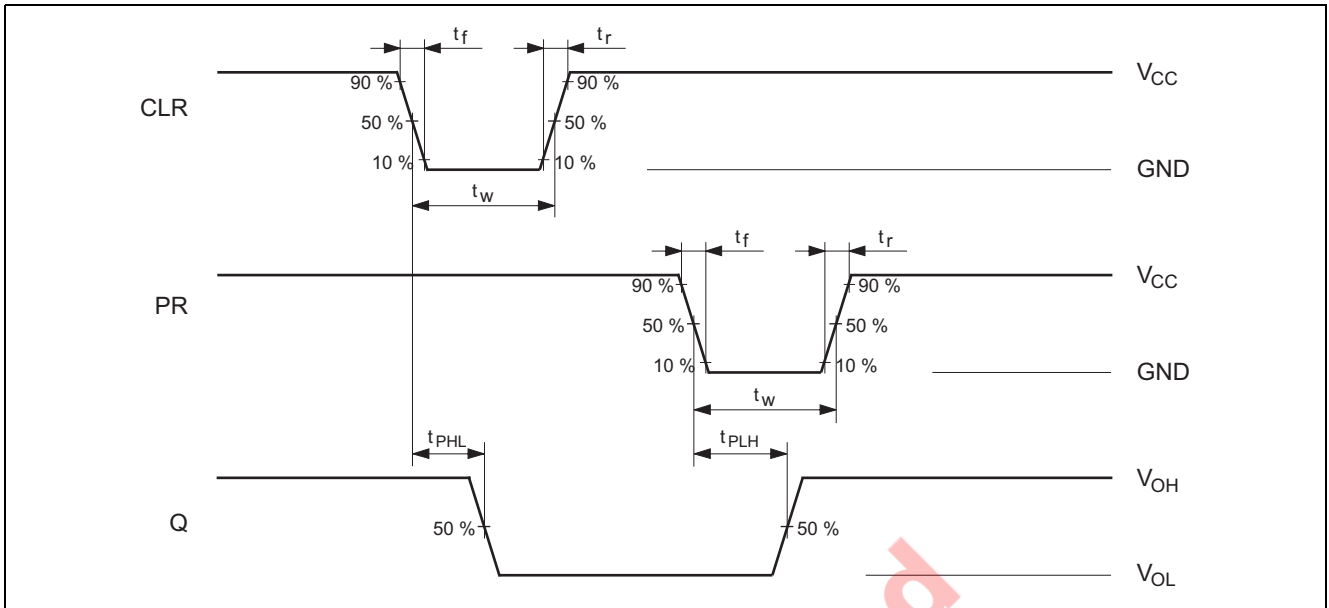 tf
tr
90 %
90 %
VCC
CLR
50 %
50 %
10 %
10 %
GND
tw
tf
tr
VCC
90 %
90 %
PR
50 %
50 %
10 %
10 %
GND
tw
tPHL
tPLH
VOH
Q
50 %
50 %
VOL
d